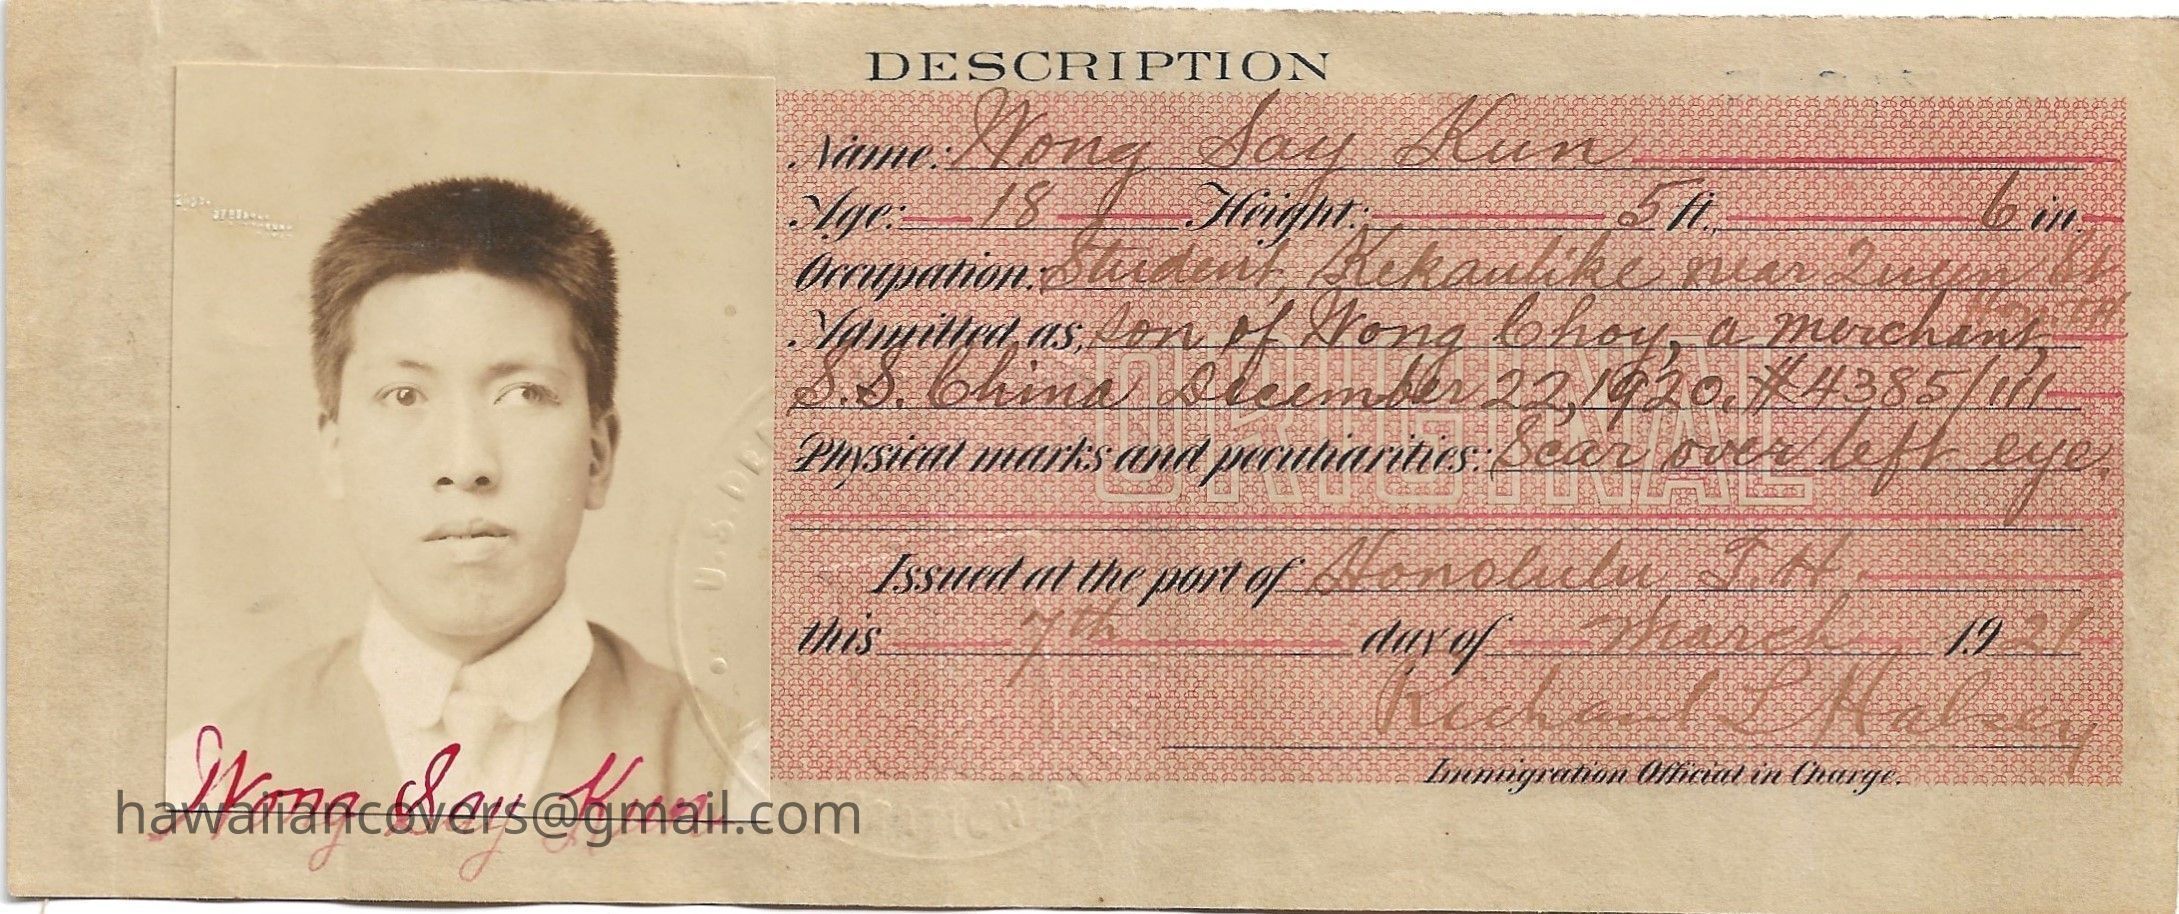 DESCRIPTION
Name: Wong Say Kun
Age: 18 Height: 5 ft. 6 in.
Occupation: Student, Kekaulike near Queen St
Admitted as, son of Wong Choy, a merchant,
S.S. China December 22, 1920. #4385/111
ORIGINAL
Physical marks and peculiarities: Scar over left eye.
Issued at the port of Honolulu T.H.
this 7th day of March 1921
Richard L Halsey
Immigration Official in Charge.
Wong Say Kun
hawaiiancovers@gmail.com